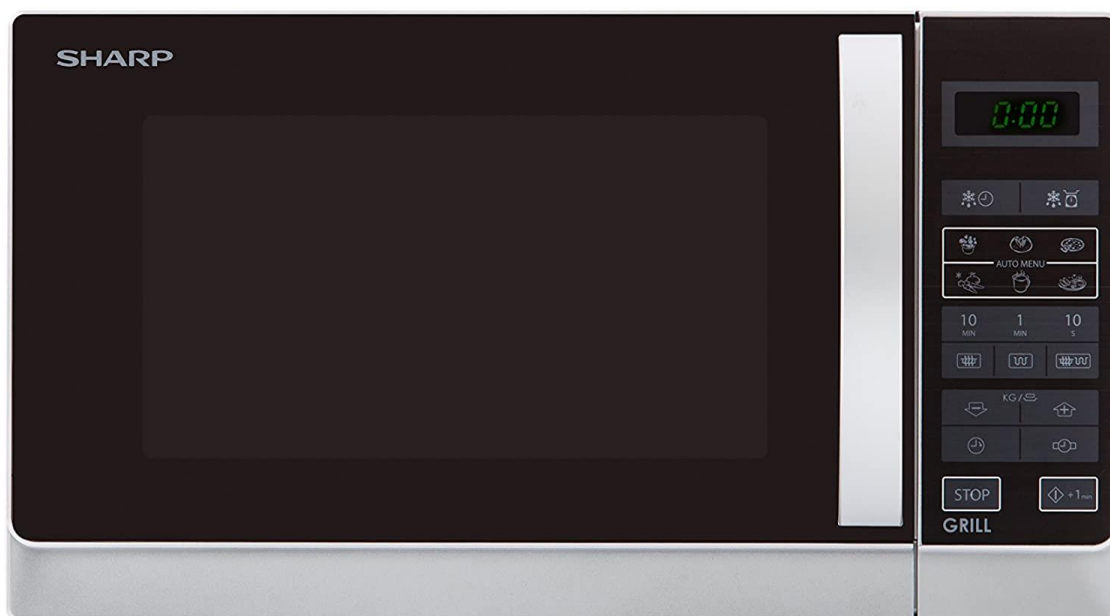 SHARP
0:00
AUTO MENU
10 1 10
MIN MIN S
KG /
STOP +1min
GRILL